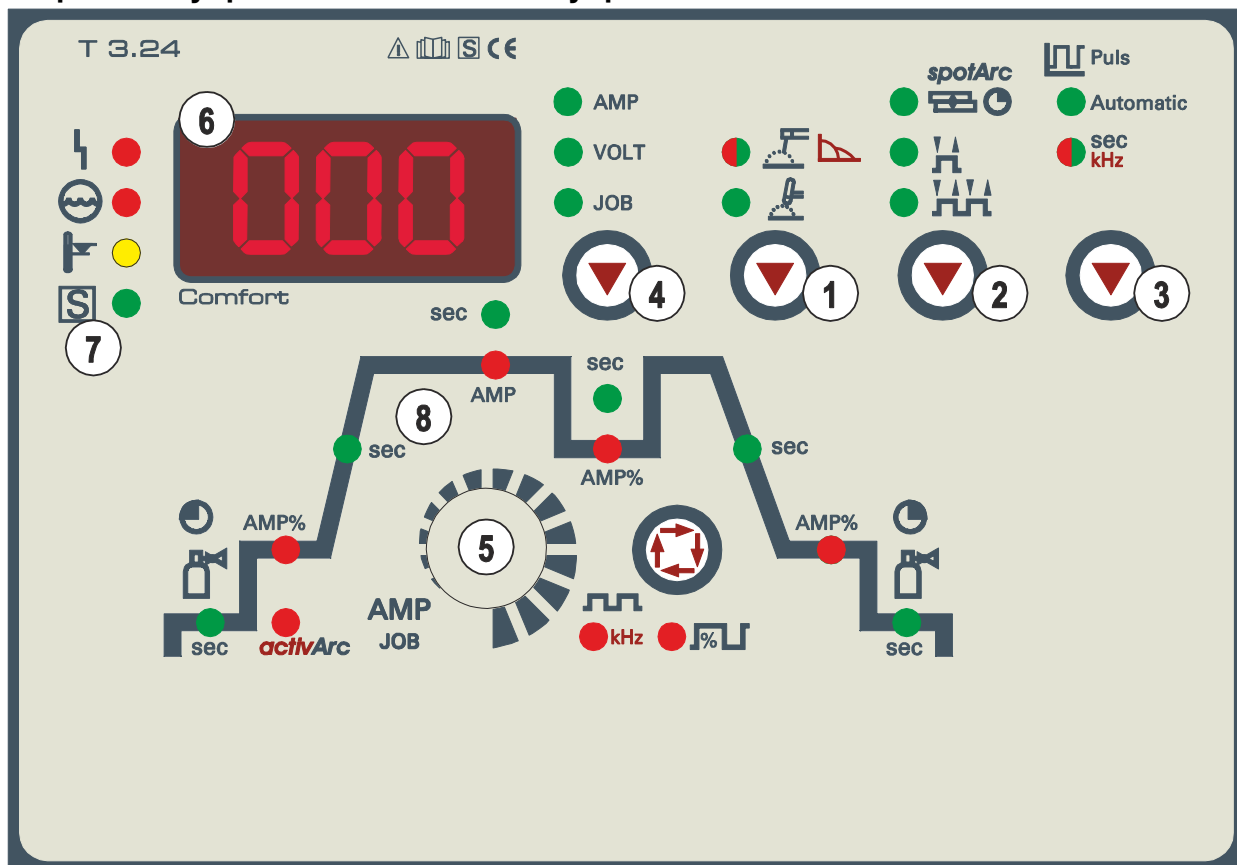 T 3.24
S CE
Puls
spotArc
AMP
Automatic
6
000
VOLT
sec
kHz
JOB
4
1
2
3
Comfort
S
7
sec
sec
AMP
8
sec
sec
AMP%
AMP%
AMP%
5
AMP
JOB
kHz
%
sec
activArc
sec